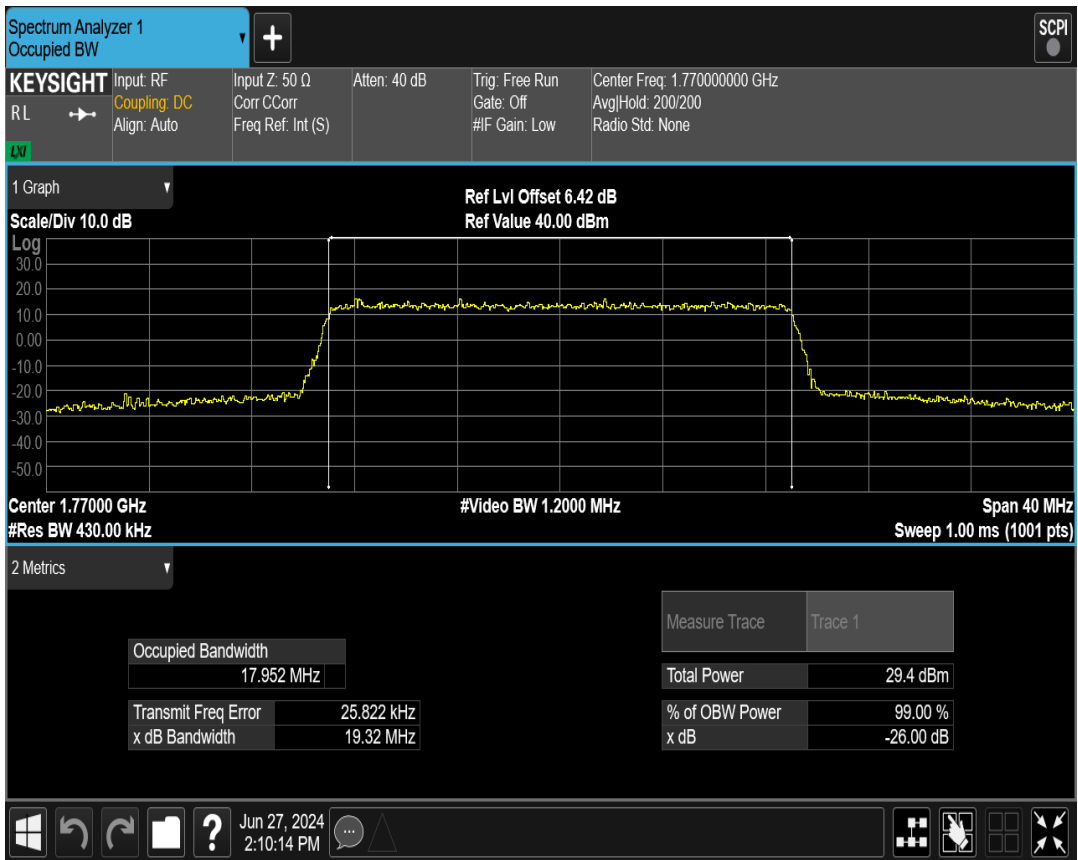 Spectrum Analyzer 1
Occupied BW
+
SCPI
KEYSIGHT
RL
LXI
Input: RF
Coupling: DC
Align: Auto
Input Z: 50 Ω
Corr CCorr
Freq Ref: Int (S)
Atten: 40 dB
Trig: Free Run
Gate: Off
#IF Gain: Low
Center Freq: 1.770000000 GHz
Avg|Hold: 200/200
Radio Std: None
1 Graph
Scale/Div 10.0 dB
Ref Lvl Offset 6.42 dB
Ref Value 40.00 dBm
Log
30.0
20.0
10.0
0.00
-10.0
-20.0
-30.0
-40.0
-50.0
Center 1.77000 GHz
#Video BW 1.2000 MHz
Span 40 MHz
#Res BW 430.00 kHz
Sweep 1.00 ms (1001 pts)
2 Metrics
Measure Trace Trace 1
Occupied Bandwidth
17.952 MHz
Total Power 29.4 dBm
Transmit Freq Error 25.822 kHz
% of OBW Power 99.00 %
x dB Bandwidth 19.32 MHz
x dB -26.00 dB
?
Jun 27, 2024
2:10:14 PM